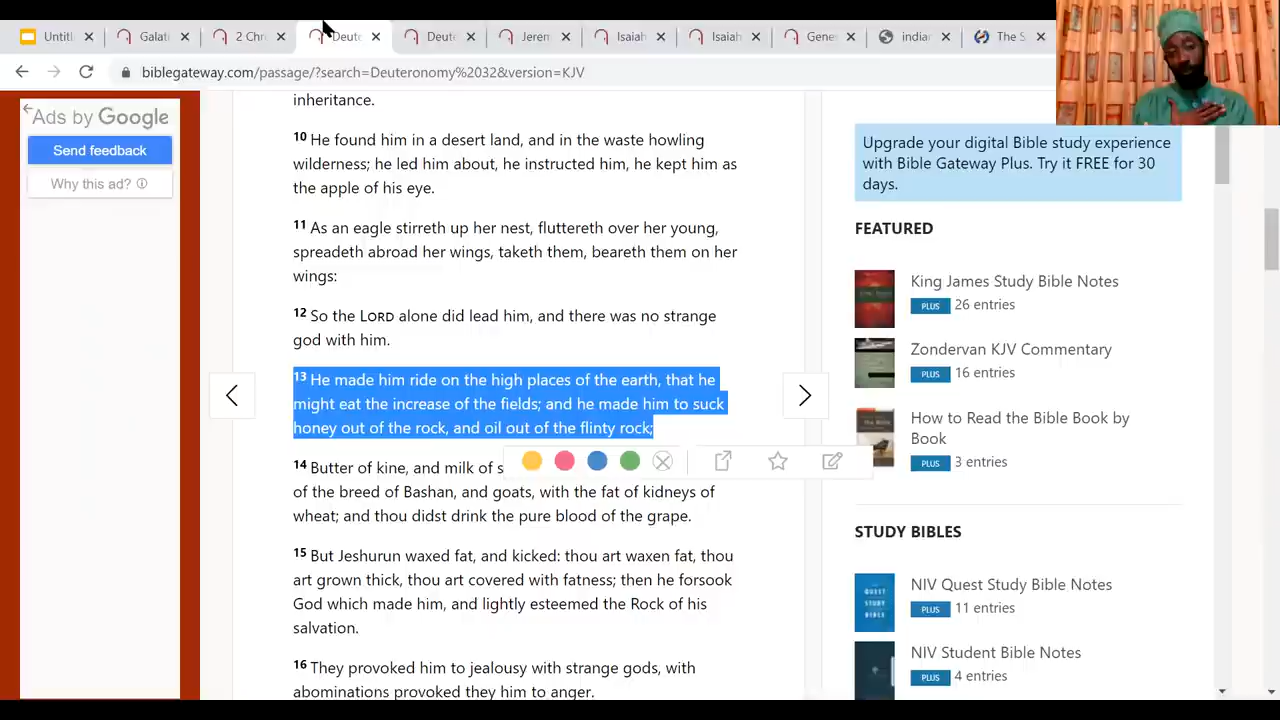 Untitl
Galat
2 Chr
Deute
Deut
Jerem
Isaiah
Isaiah
Gene
indian
The S
biblegateway.com/passage/?search=Deuteronomy%2032&version=KJV
Ads by Google
Send feedback
Why this ad?
inheritance.
10 He found him in a desert land, and in the waste howling
wilderness; he led him about, he instructed him, he kept him as
the apple of his eye.
11 As an eagle stirreth up her nest, fluttereth over her young,
spreadeth abroad her wings, taketh them, beareth them on her
wings:
12 So the LORD alone did lead him, and there was no strange
god with him.
13 He made him ride on the high places of the earth, that he
might eat the increase of the fields; and he made him to suck
honey out of the rock, and oil out of the flinty rock;
14 Butter of kine, and milk of s
of the breed of Bashan, and goats, with the fat of kidneys of
wheat; and thou didst drink the pure blood of the grape.
15 But Jeshurun waxed fat, and kicked: thou art waxen fat, thou
art grown thick, thou art covered with fatness; then he forsook
God which made him, and lightly esteemed the Rock of his
salvation.
16 They provoked him to jealousy with strange gods, with
abominations provoked they him to anger.
Upgrade your digital Bible study experience
with Bible Gateway Plus. Try it FREE for 30
days.
FEATURED
King James Study Bible Notes
PLUS 26 entries
Zondervan KJV Commentary
PLUS 16 entries
How to Read the Bible Book by
Book
PLUS 3 entries
STUDY BIBLES
NIV Quest Study Bible Notes
PLUS 11 entries
NIV Student Bible Notes
PLUS 4 entries